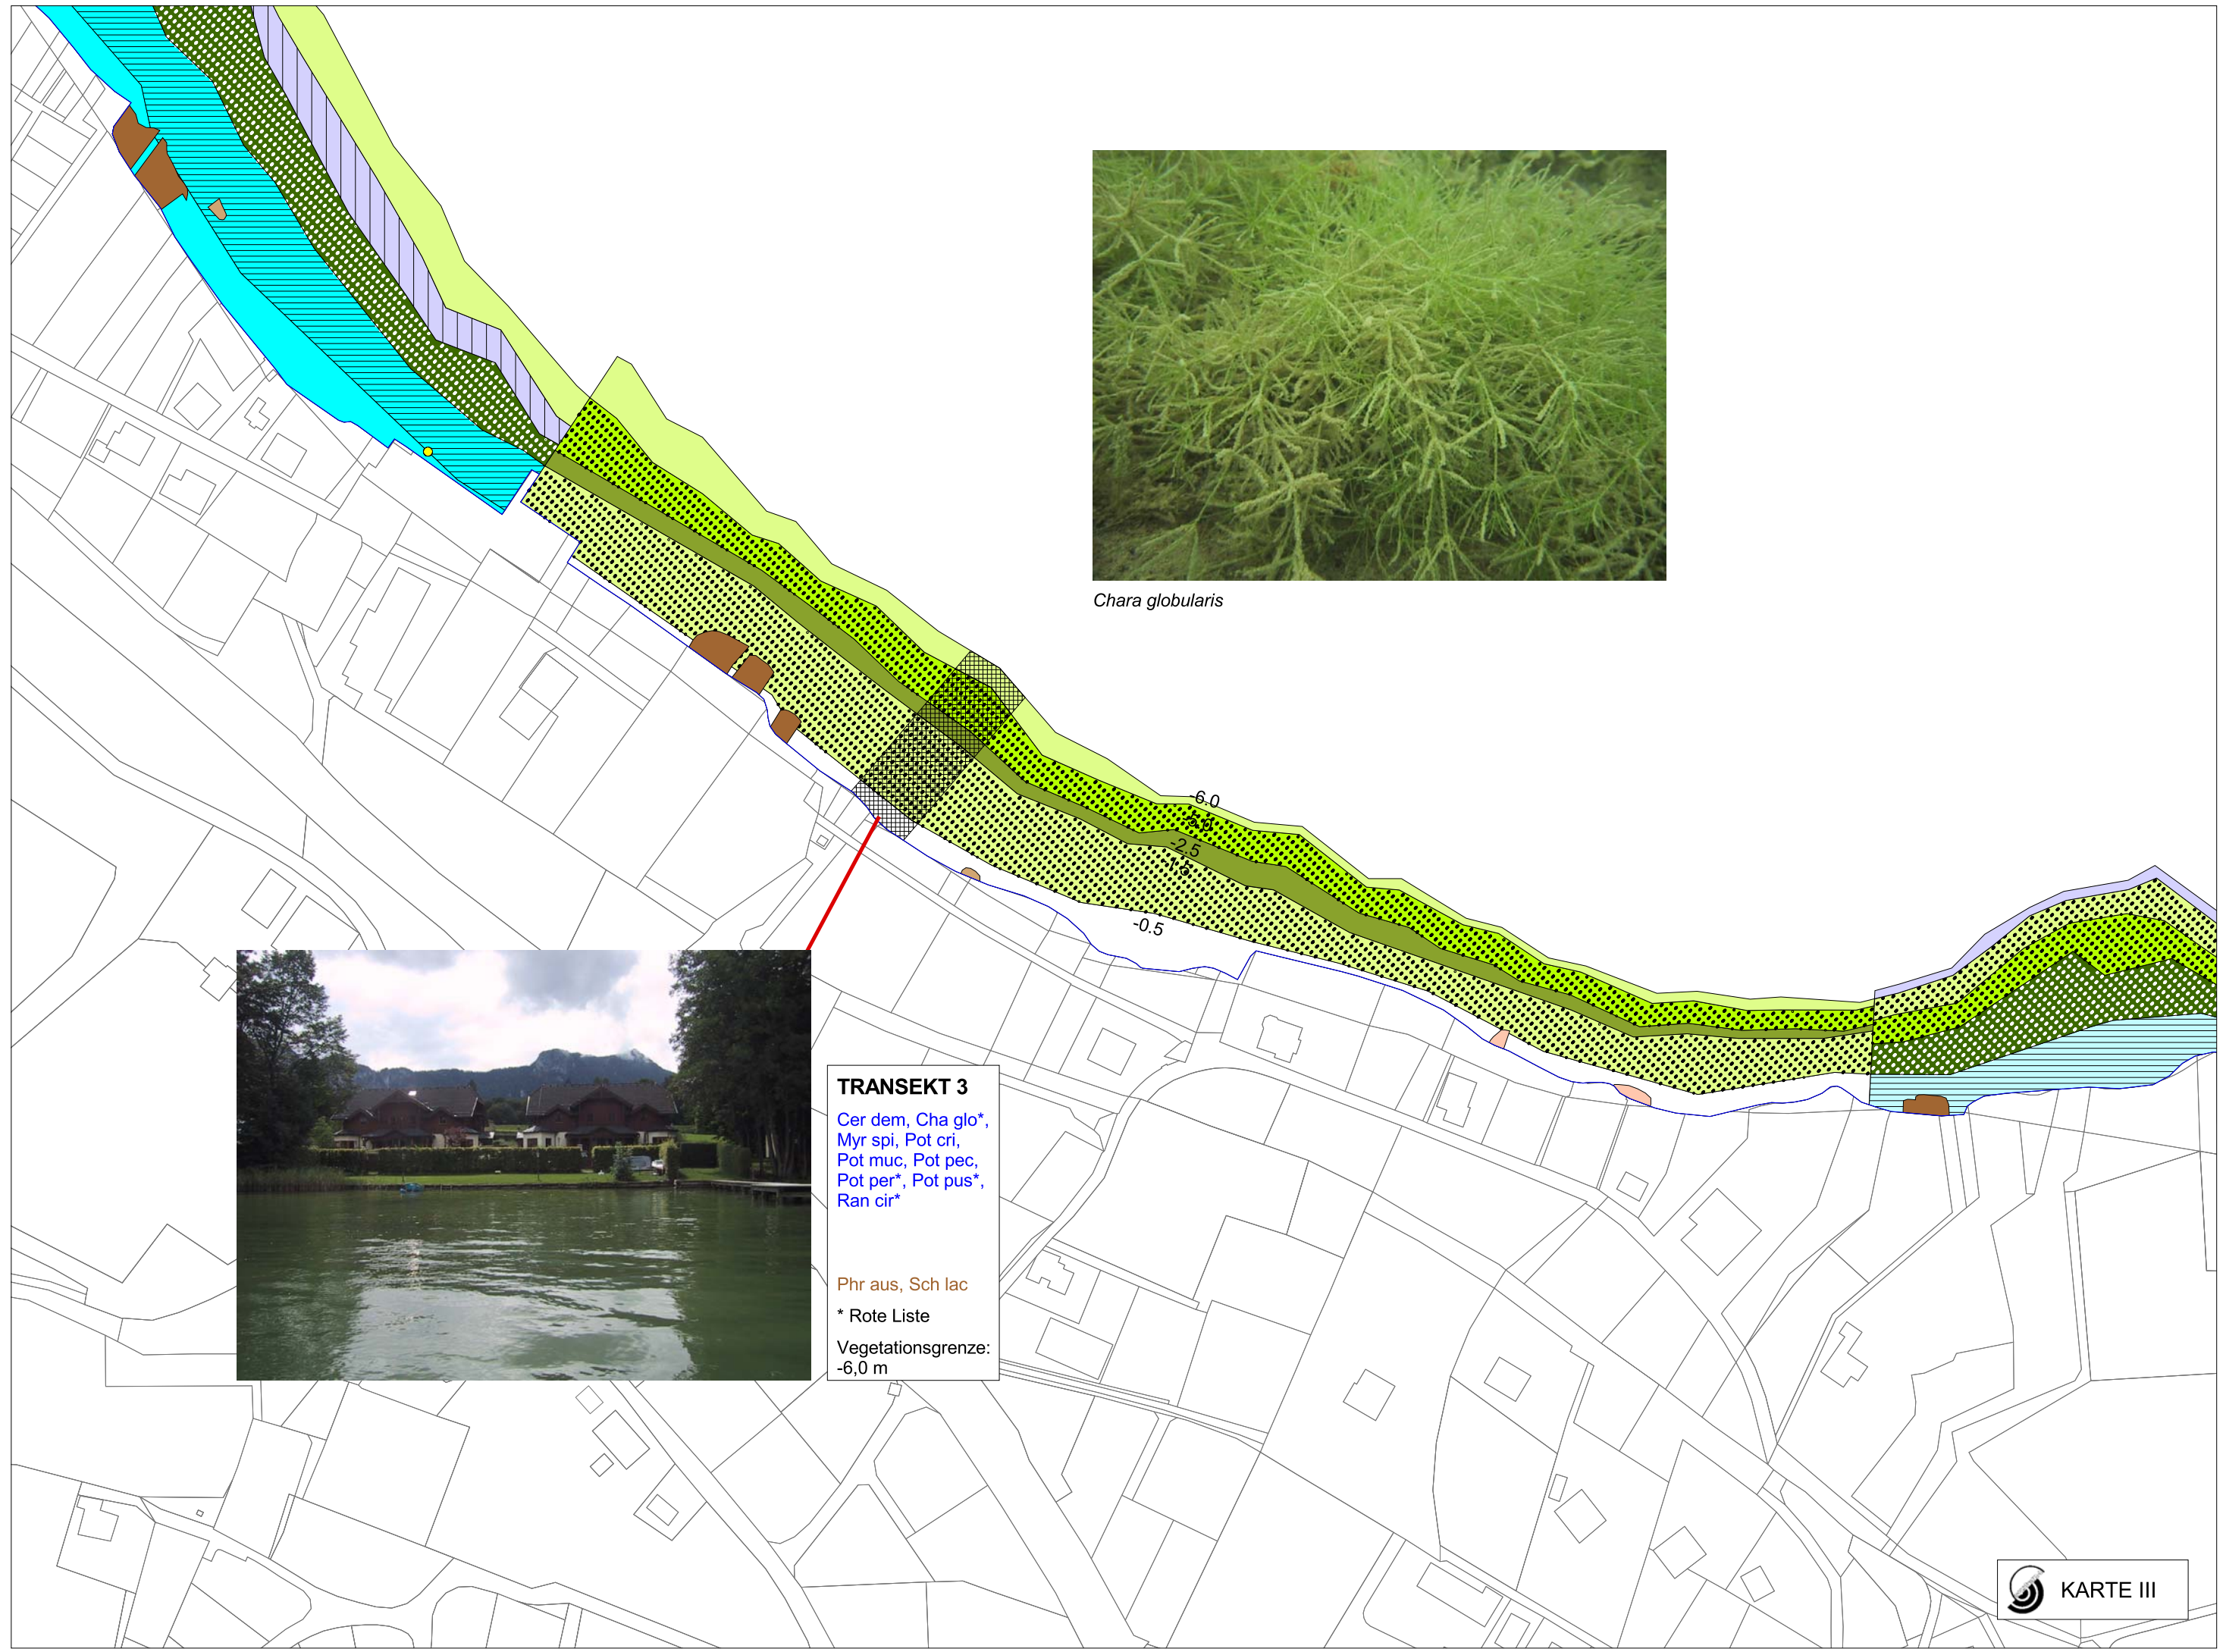 Chara globularis
-6.0
-5.0
-2.5
-1.5
-0.5
TRANSEKT 3
Cer dem, Cha glo*,
Myr spi, Pot cri,
Pot muc, Pot pec,
Pot per*, Pot pus*,
Ran cir*
Phr aus, Sch lac
* Rote Liste
Vegetationsgrenze:
-6,0 m
KARTE III